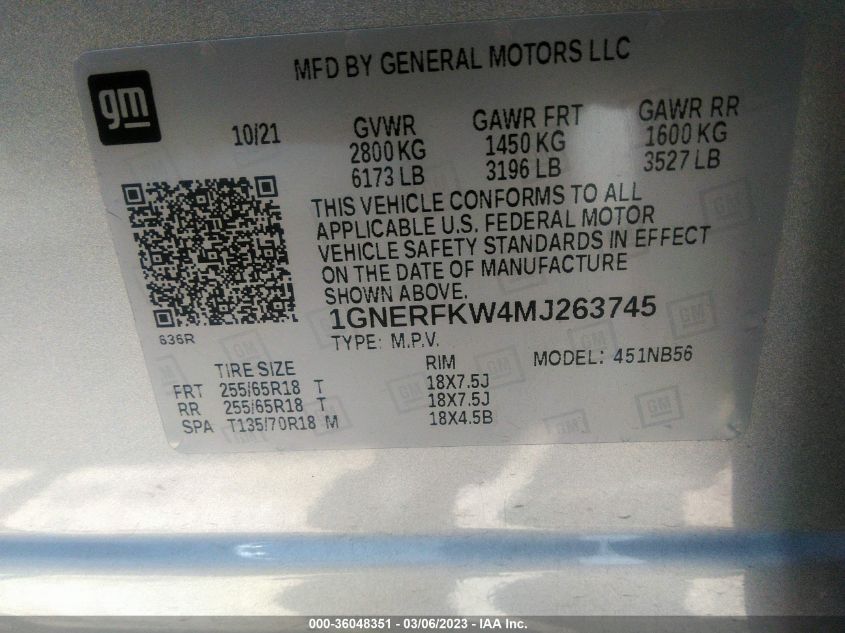 MFD BY GENERAL MOTORS LLC
gm
10/21
GVWR
2800 KG
6173 LB
GAWR FRT
1450 KG
3196 LB
GAWR RR
1600 KG
3527 LB
THIS VEHICLE CONFORMS TO ALL
APPLICABLE U.S. FEDERAL MOTOR
VEHICLE SAFETY STANDARDS IN EFFECT
ON THE DATE OF MANUFACTURE
SHOWN ABOVE.
636R
1GNERFKW4MJ263745
TYPE: M.P.V.
MODEL: 451NB56
TIRE SIZE
RIM
FRT 255/65R18 T 18X7.5J
RR 255/65R18 T 18X7.5J
SPA T135/70R18 M 18X4.5B
000-36048351 - 03/06/2023 - IAA Inc.